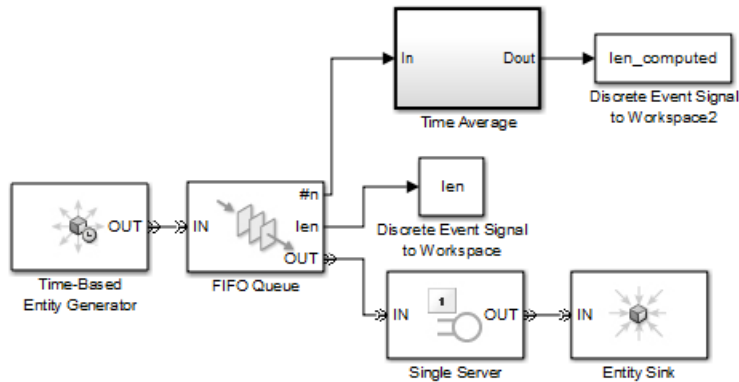 In
Dout
Time Average
len_computed
Discrete Event Signal
to Workspace2
OUT
Time-Based
Entity Generator
IN
#n
len
OUT
FIFO Queue
len
Discrete Event Signal
to Workspace
IN
1
OUT
Single Server
IN
Entity Sink